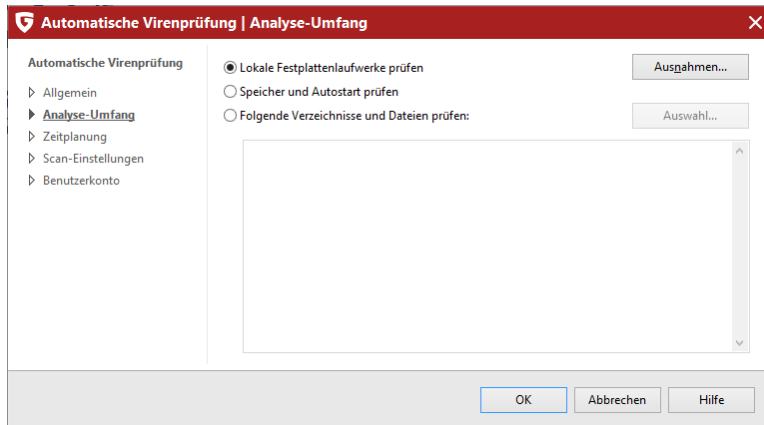 Automatische Virenprüfung | Analyse-Umfang
Automatische Virenprüfung
Allgemein
Analyse-Umfang
Zeitplanung
Scan-Einstellungen
Benutzerkonto
Lokale Festplattenlaufwerke prüfen
Ausnahmen...
Speicher und Autostart prüfen
Folgende Verzeichnisse und Dateien prüfen:
Auswahl...
OK
Abbrechen
Hilfe